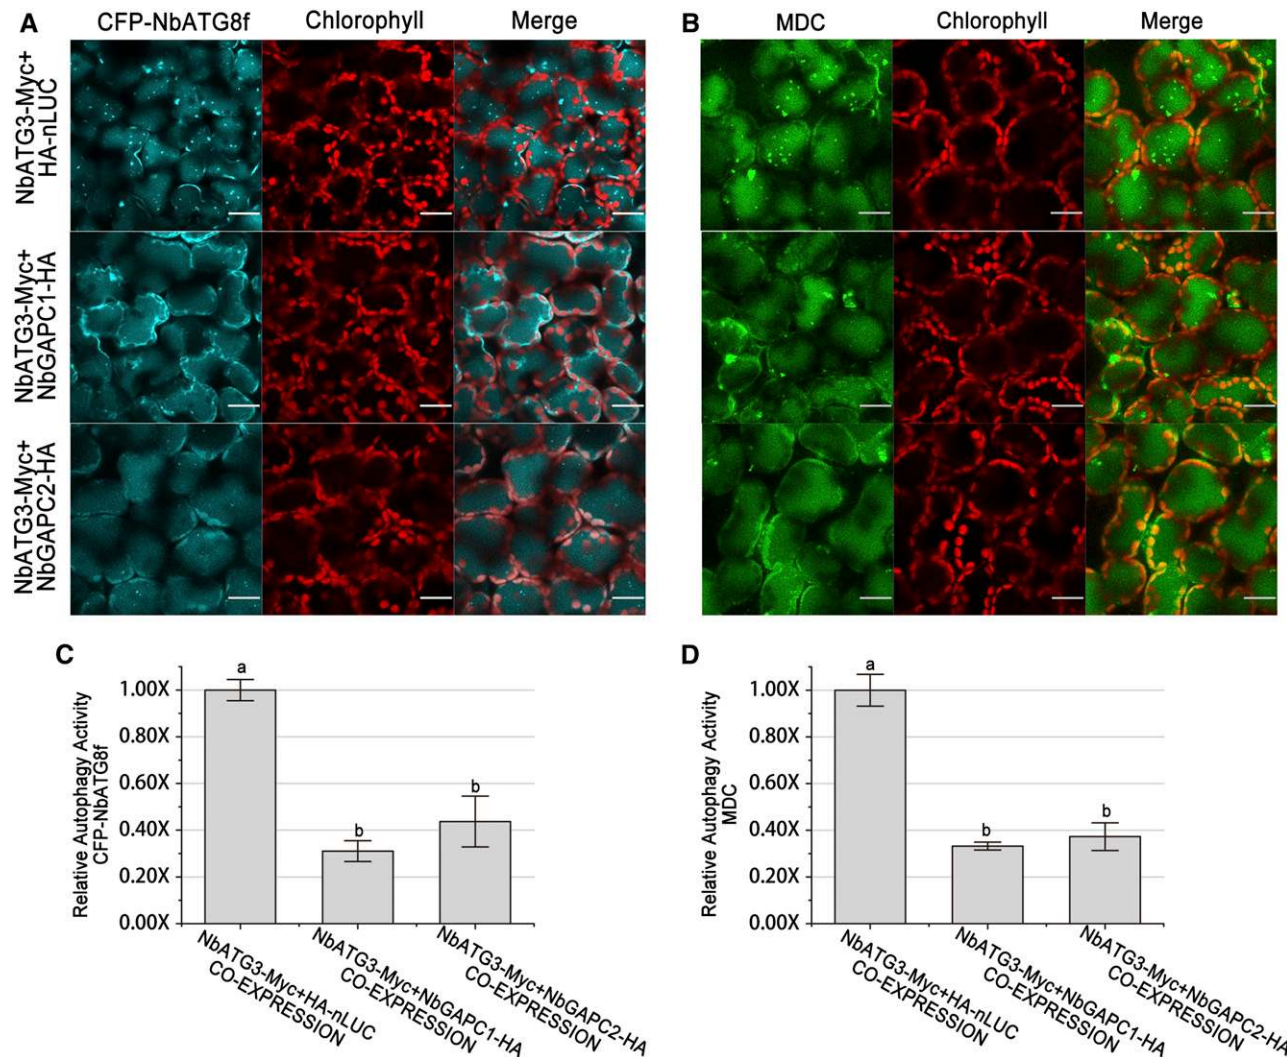 A
CFP-NbATG8f
Chlorophyll
Merge
NbATG3-Myc+
HA-nLUC
NbATG3-Myc+
NbGAPC1-HA
NbATG3-Myc+
NbGAPC2-HA
B
MDC
Chlorophyll
Merge
C
Relative Autophagy Activity
CFP-NbATG8f
1.00X
0.80X
0.60X
0.40X
0.20X
0.00X
a
b
b
NbATG3-Myc+HA-nLUC
CO-EXPRESSION
NbATG3-Myc+NbGAPC1-HA
CO-EXPRESSION
NbATG3-Myc+NbGAPC2-HA
CO-EXPRESSION
D
Relative Autophagy Activity
MDC
1.00X
0.80X
0.60X
0.40X
0.20X
0.00X
a
b
b
NbATG3-Myc+HA-nLUC
CO-EXPRESSION
NbATG3-Myc+NbGAPC1-HA
CO-EXPRESSION
NbATG3-Myc+NbGAPC2-HA
CO-EXPRESSION